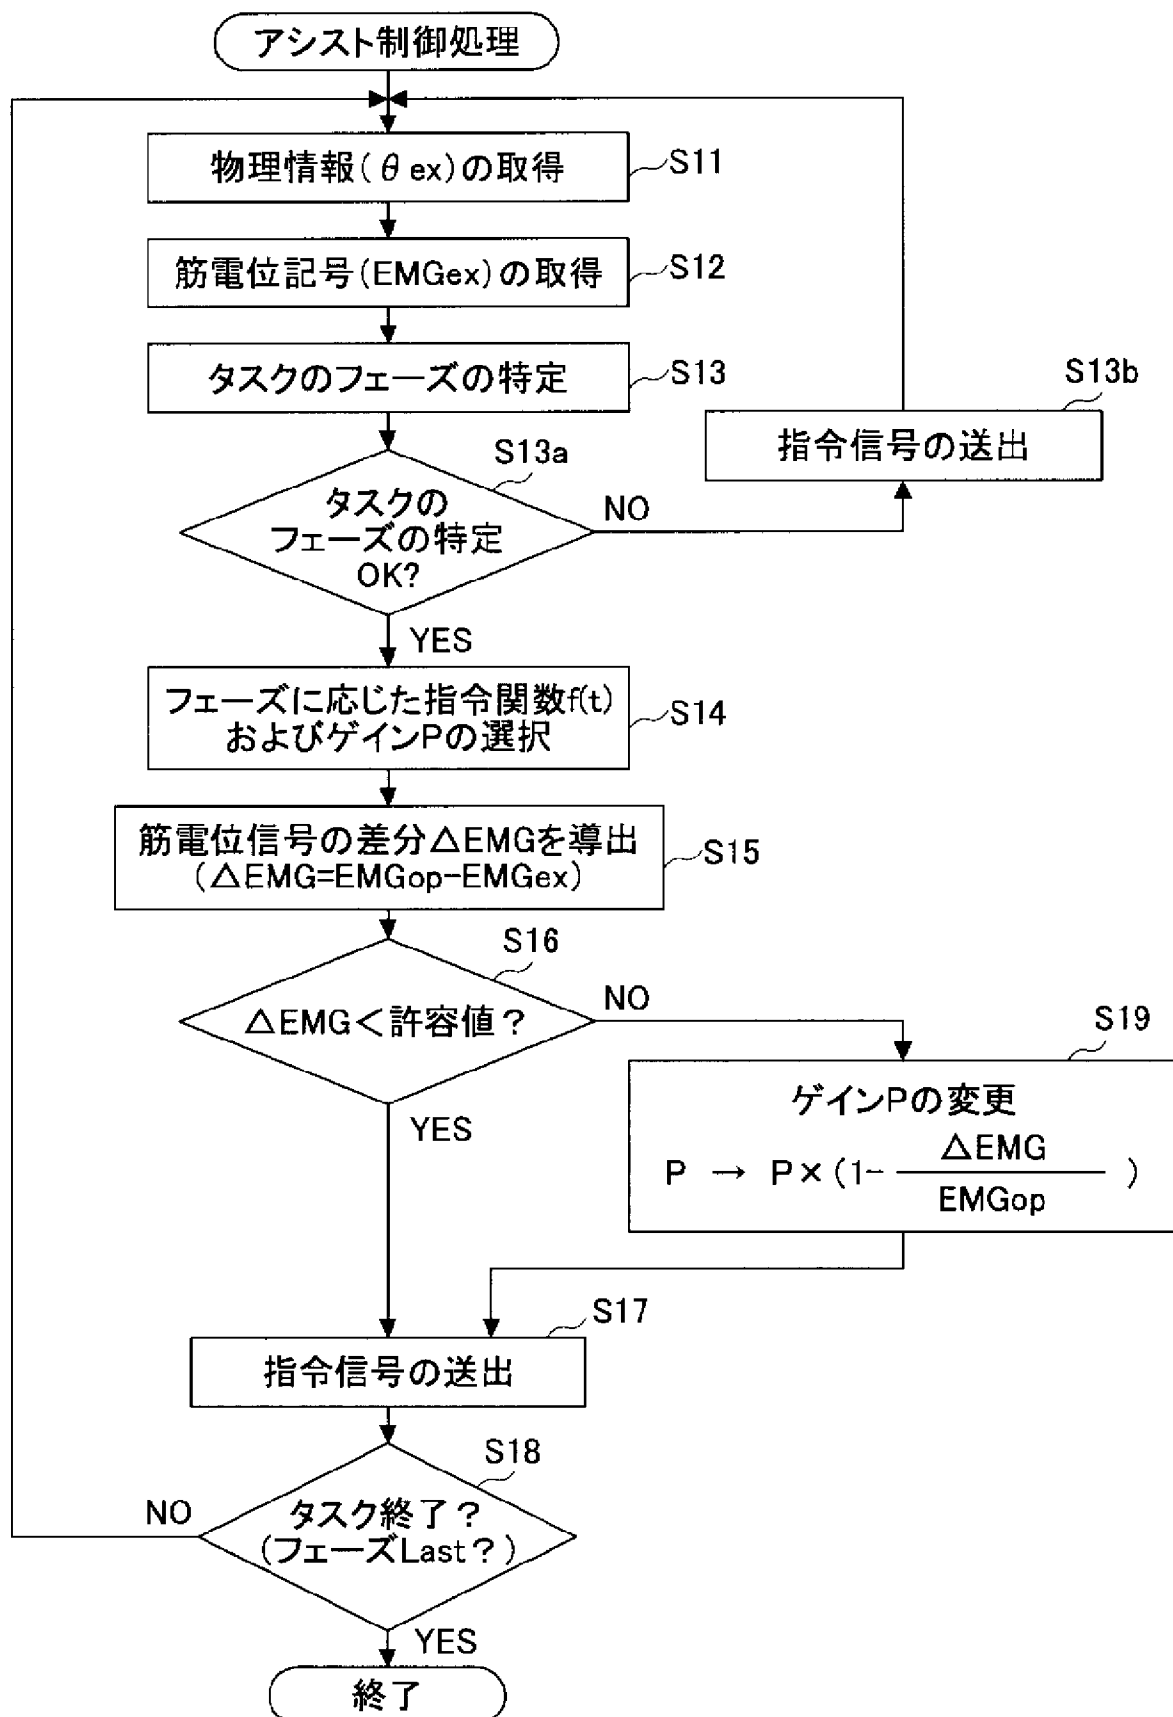 アシスト制御処理
物理情報(θex)の取得
S11
筋電位記号(EMGex)の取得
S12
タスクのフェーズの特定
S13
S13b
指令信号の送出
S13a
タスクの
フェーズの特定
OK?
NO
YES
フェーズに応じた指令関数f(t)
およびゲインPの選択
S14
筋電位信号の差分△EMGを導出
(△EMG=EMGop-EMGex)
S15
S16
△EMG<許容値?
NO
YES
S19
ゲインPの変更
P → P×(1- △EMG / EMGop )
S17
指令信号の送出
S18
タスク終了?
(フェーズLast?)
NO
YES
終了